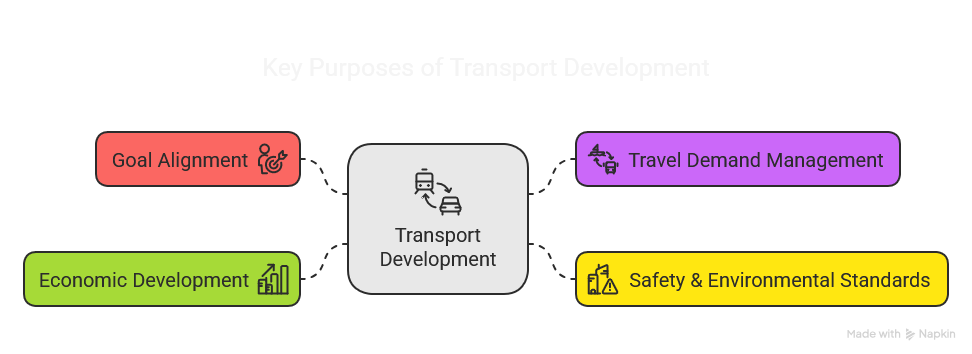 Key Purposes of Transport Development
Goal Alignment
Travel Demand Management
Transport
Development
Economic Development
Safety & Environmental Standards
Made with Napkin